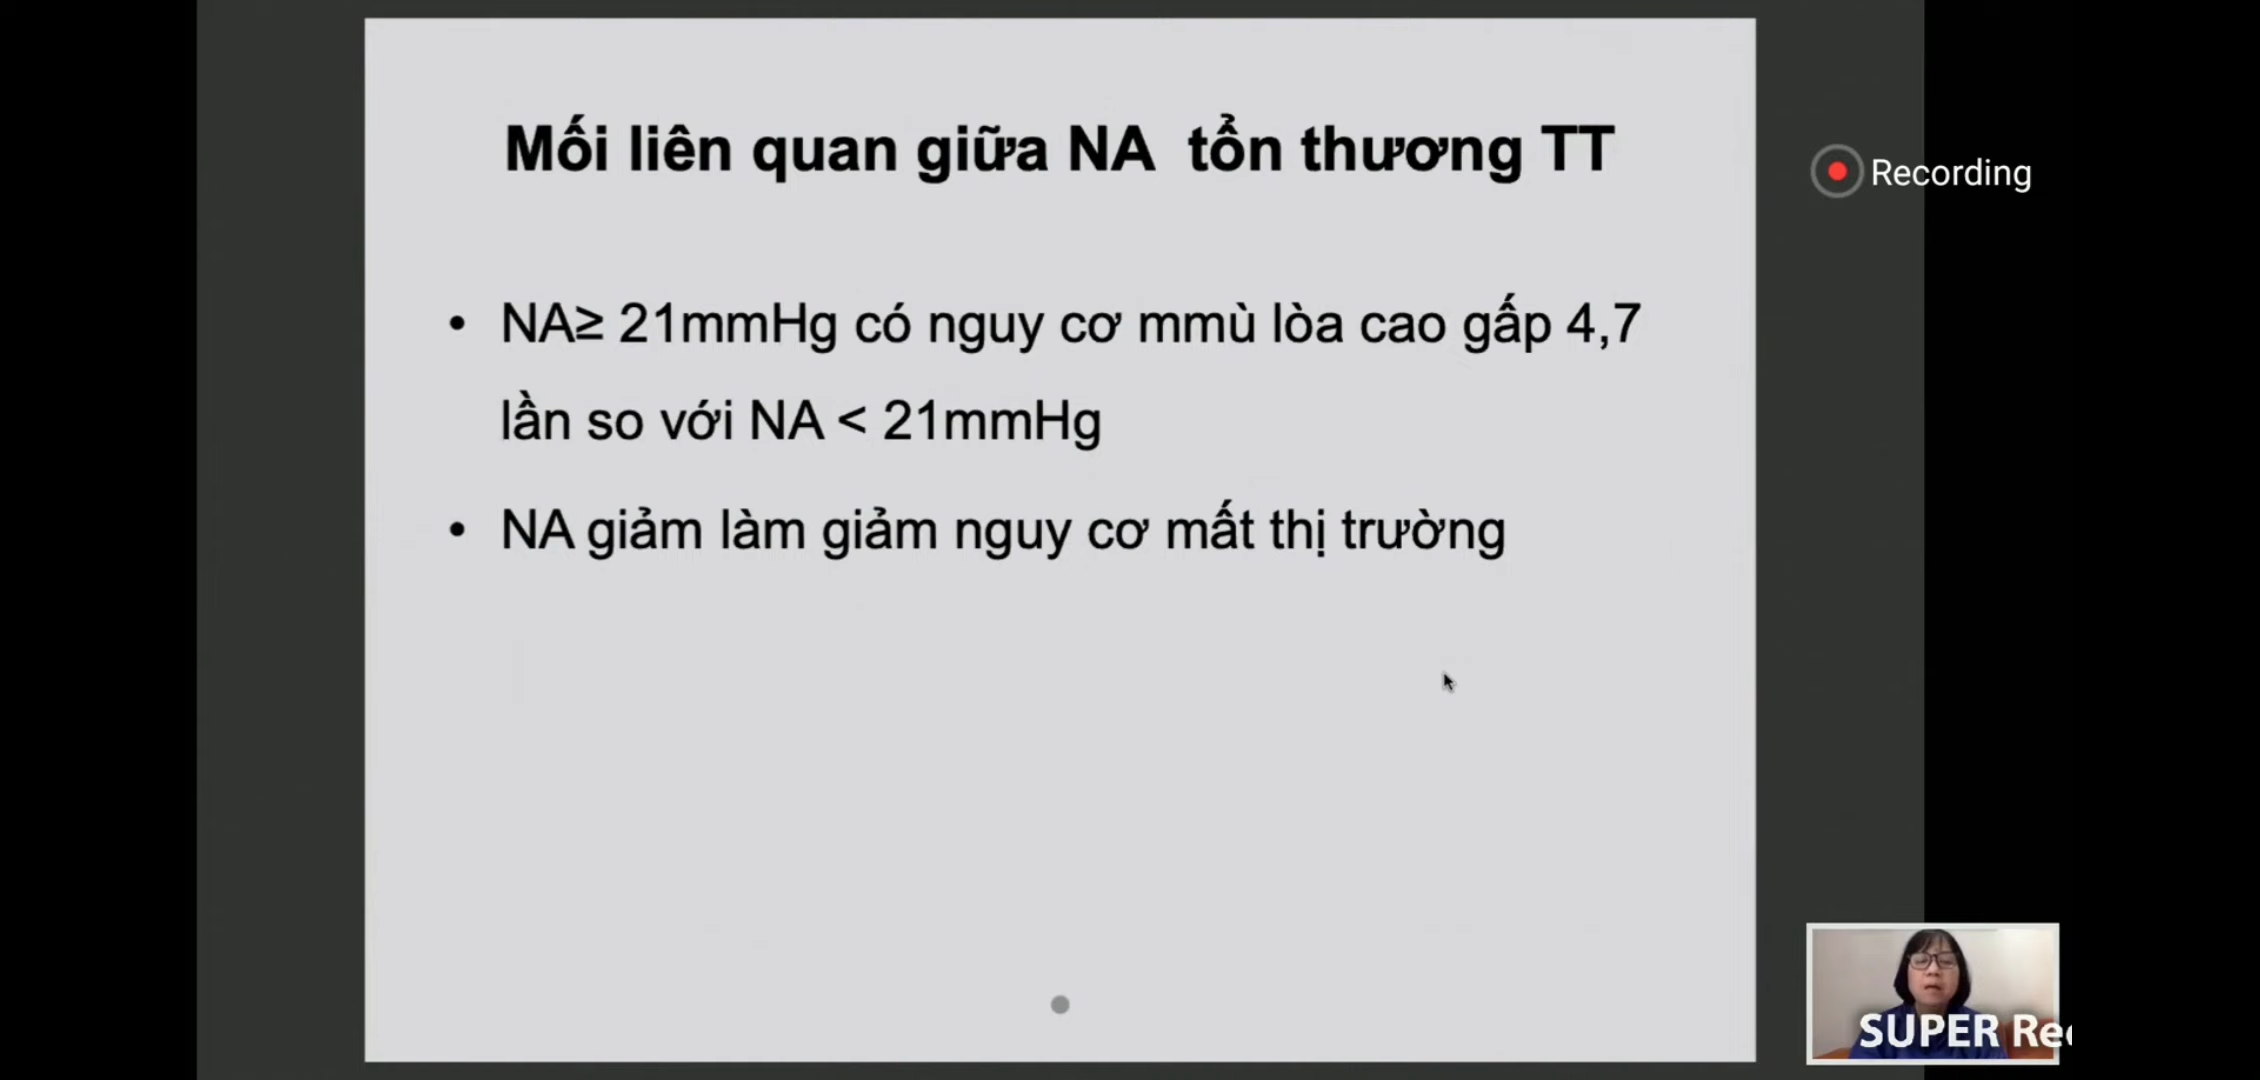 Mối liên quan giữa NA tổn thương TT
Recording
• NA≥ 21mmHg có nguy cơ mmù lòa cao gấp 4,7
lần so với NA < 21mmHg
• NA giảm làm giảm nguy cơ mất thị trường
SUPER Rec